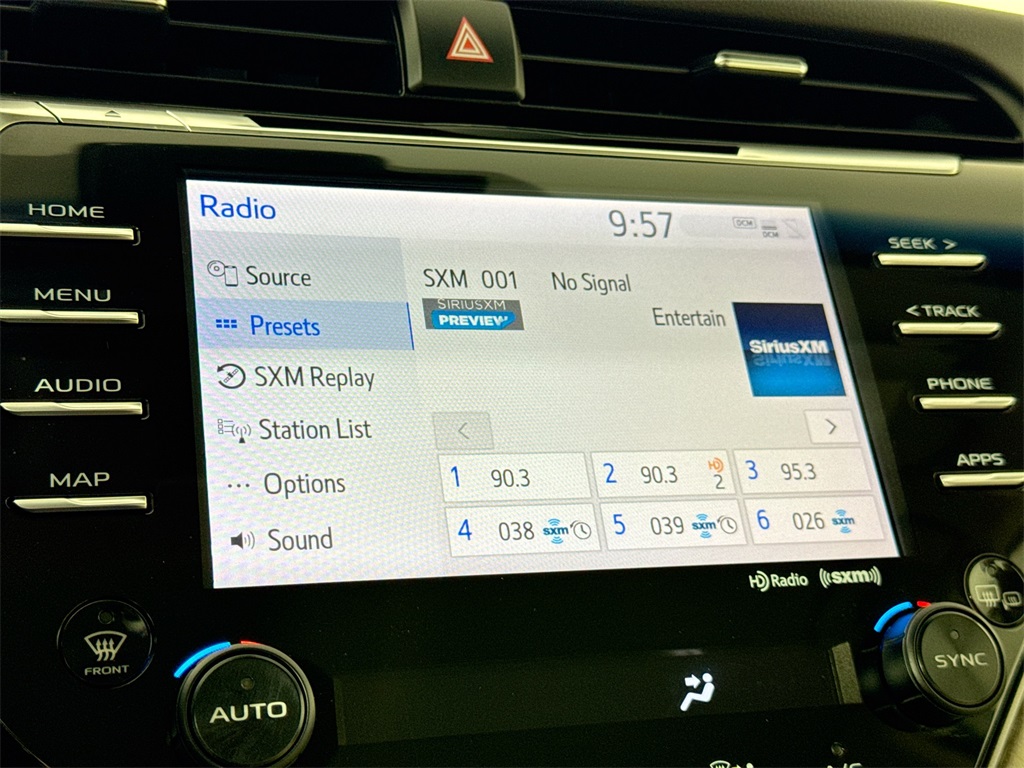 HOME
MENU
AUDIO
MAP
Radio
9:57
DCM
DCM
Source
Presets
SXM Replay
Station List
Options
Sound
SXM 001 No Signal
SIRIUSXM
PREVIEW
Entertain
SiriusXM
1 90.3
2 90.3 HD 2
3 95.3
4 038 sxm
5 039 sxm
6 026 sxm
HD Radio ((sxm))
SEEK >
< TRACK
PHONE
APPS
FRONT
AUTO
SYNC